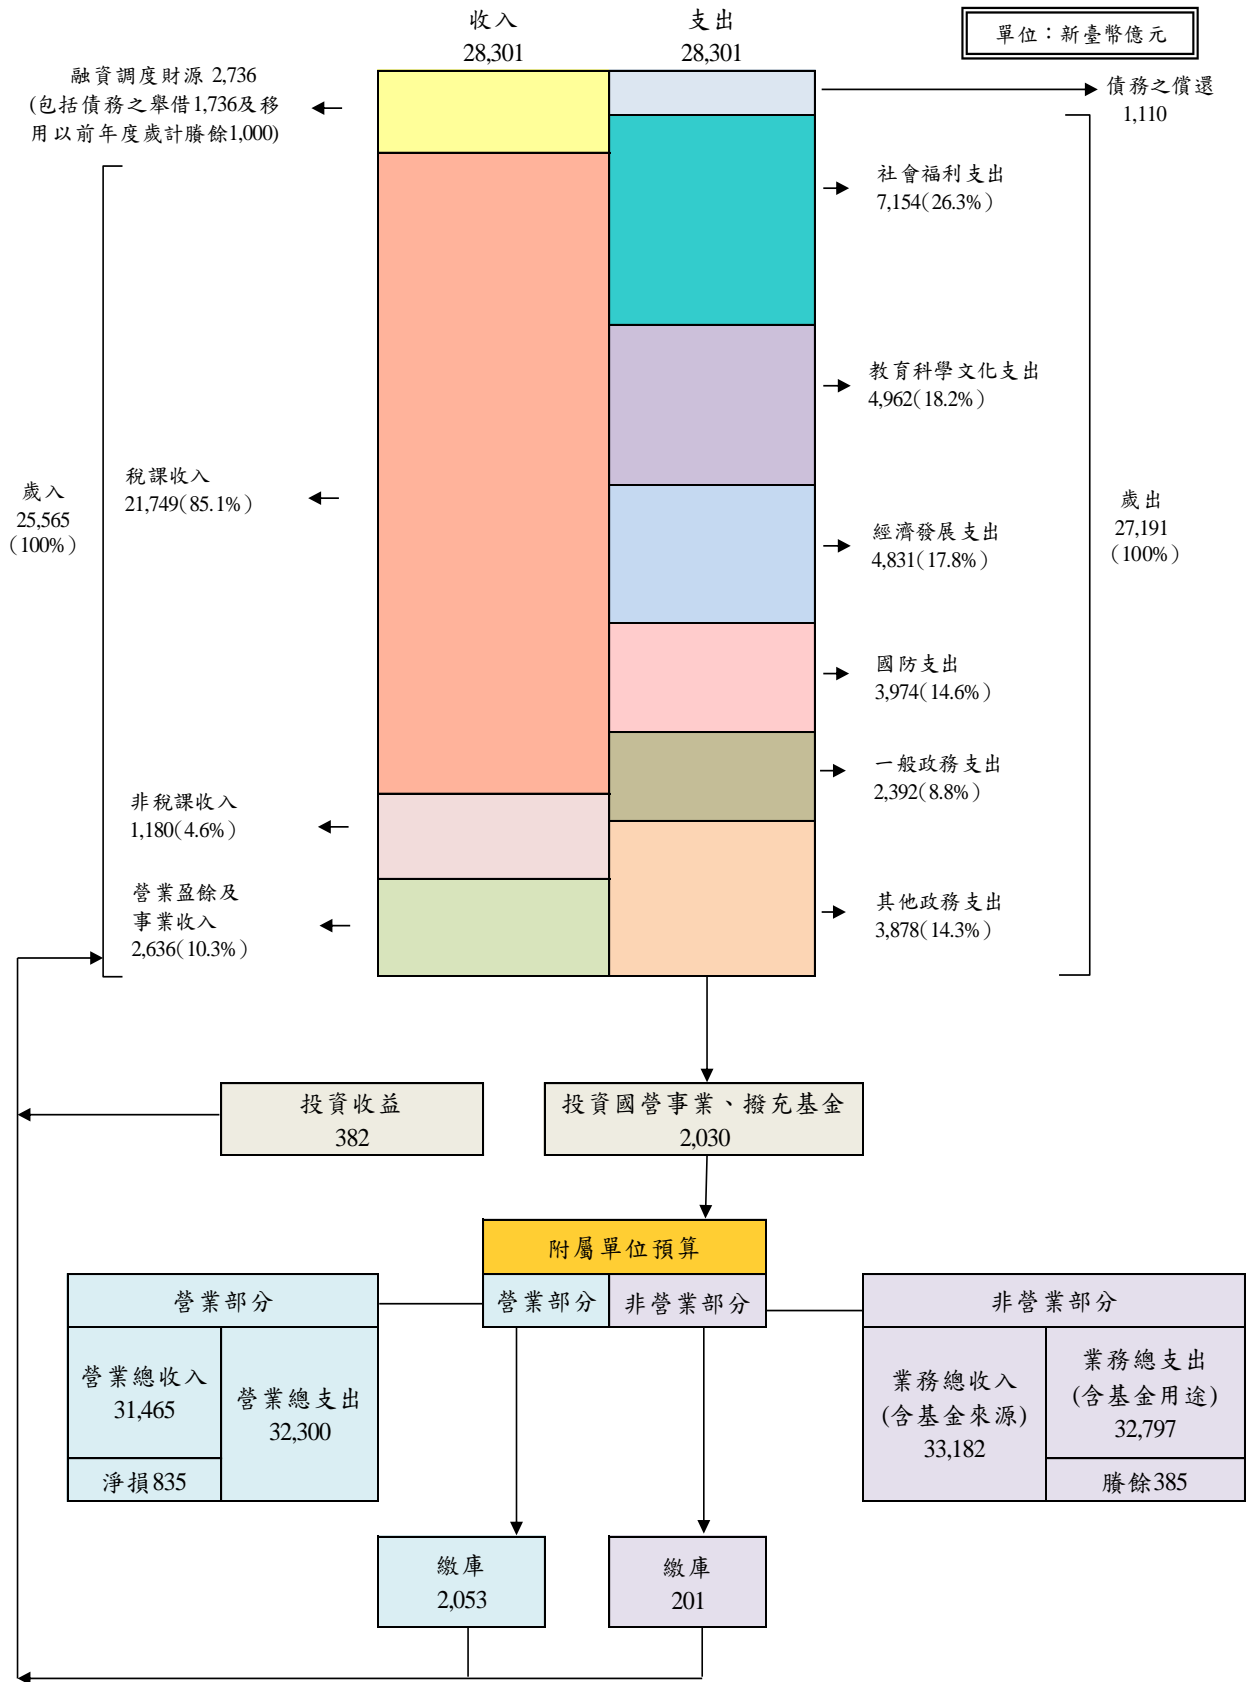 收入
28,301
支出
28,301
單位：新臺幣億元
融資調度財源 2,736
(包括債務之舉借1,736及移
用以前年度歲計賸餘1,000)
債務之償還
1,110
社會福利支出
7,154(26.3%)
教育科學文化支出
4,962(18.2%)
歲入
25,565
(100%)
稅課收入
21,749(85.1%)
經濟發展支出
4,831(17.8%)
歲出
27,191
(100%)
國防支出
3,974(14.6%)
一般政務支出
2,392(8.8%)
非稅課收入
1,180(4.6%)
營業盈餘及
事業收入
2,636(10.3%)
其他政務支出
3,878(14.3%)
投資收益
382
投資國營事業、撥充基金
2,030
附屬單位預算
營業部分
非營業部分
營業部分
營業總收入
31,465
淨損835
營業總支出
32,300
非營業部分
業務總收入
(含基金來源)
33,182
業務總支出
(含基金用途)
32,797
賸餘385
繳庫
2,053
繳庫
201